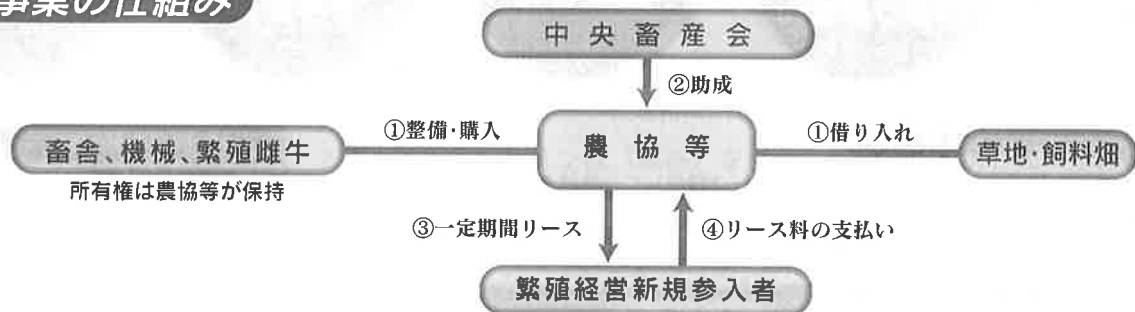 事業の仕組み
中央畜産会
②助成
①整備·購入
農協等
①借り入れ
畜舎、機械、繁殖雌牛
草地·飼料畑
所有権は農協等が保持
③一定期間リース
④リース料の支払い
繁殖経営新規参入者